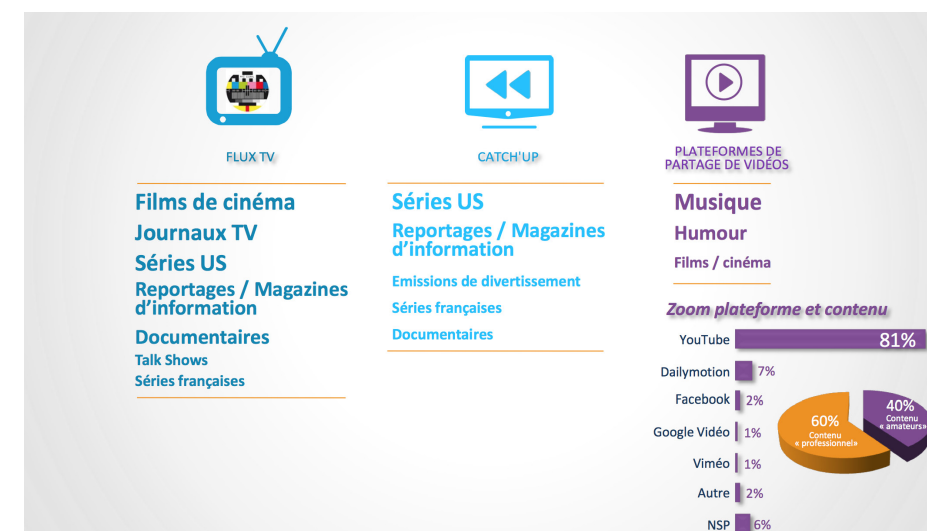 FLUX TV
Films de cinéma
Journaux TV
Séries US
Reportages / Magazines
d'information
Documentaires
Talk Shows
Séries françaises
CATCH'UP
Séries US
Reportages / Magazines
d'information
Emissions de divertissement
Séries françaises
Documentaires
PLATEFORMES DE
PARTAGE DE VIDÉOS
Musique
Humour
Films / cinéma
Zoom plateforme et contenu
YouTube 81%
Dailymotion 7%
Facebook 2%
Google Vidéo 1%
Viméo 1%
Autre 2%
NSP 6%
60%
Contenu
« professionnel»
40%
Contenu
« amateurs»